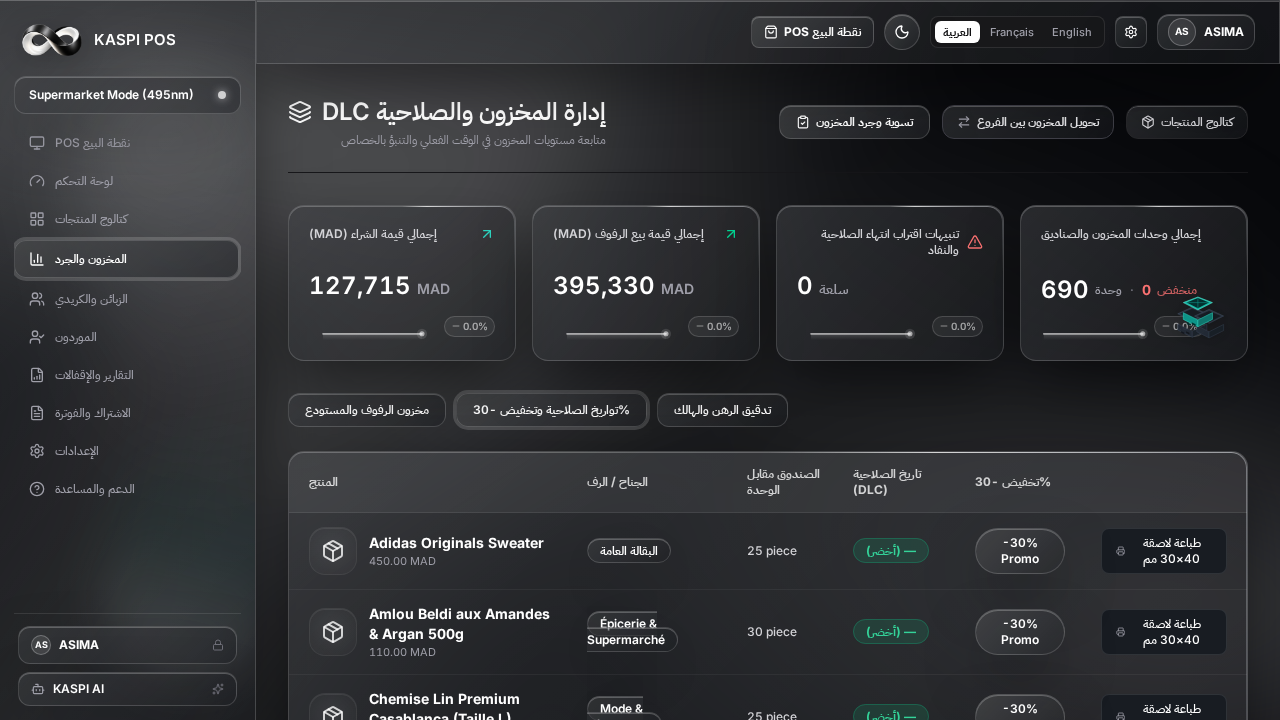 KASPI POS
Supermarket Mode (495nm)
نقطة البيع POS
لوحة التحكم
كتالوج المنتجات
المخزون والجرد
الزبائن والكريدي
الموردون
التقارير والإقفالات
الاشتراك والفوترة
الإعدادات
الدعم والمساعدة
AS ASIMA
KASPI AI
نقطة البيع POS
العربية
Français
English
AS ASIMA
إدارة المخزون والصلاحية DLC
متابعة مستويات المخزون في الوقت الفعلي والتنبؤ بالخصاص
تسوية وجرد المخزون
تحويل المخزون بين الفروع
كتالوج المنتجات
إجمالي قيمة الشراء (MAD)
127,715 MAD
– 0.0%
إجمالي قيمة بيع الرفوف (MAD)
395,330 MAD
– 0.0%
تنبيهات اقتراب انتهاء الصلاحية
والنفاد
0 سلعة
– 0.0%
إجمالي وحدات المخزون والصناديق
690 وحدة · 0 منخفض
مخزون الرفوف والمستودع
تواريخ الصلاحية وتخفيض -30%
تدقيق الرهن والهالك
المنتج
الجناح / الرف
الصندوق مقابل
الوحدة
تاريخ الصلاحية
(DLC)
تخفيض -30%
Adidas Originals Sweater
450.00 MAD
البقالة العامة
25 piece
— (أخضر)
-30%
Promo
طباعة لاصقة
40×30 مم
Amlou Beldi aux Amandes
& Argan 500g
110.00 MAD
Épicerie &
Supermarché
30 piece
— (أخضر)
-30%
Promo
طباعة لاصقة
40×30 مم
Chemise Lin Premium
Casablanca (Taille L)
Mode &
25 piece
— (أخضر)
-30%
طباعة لاصقة